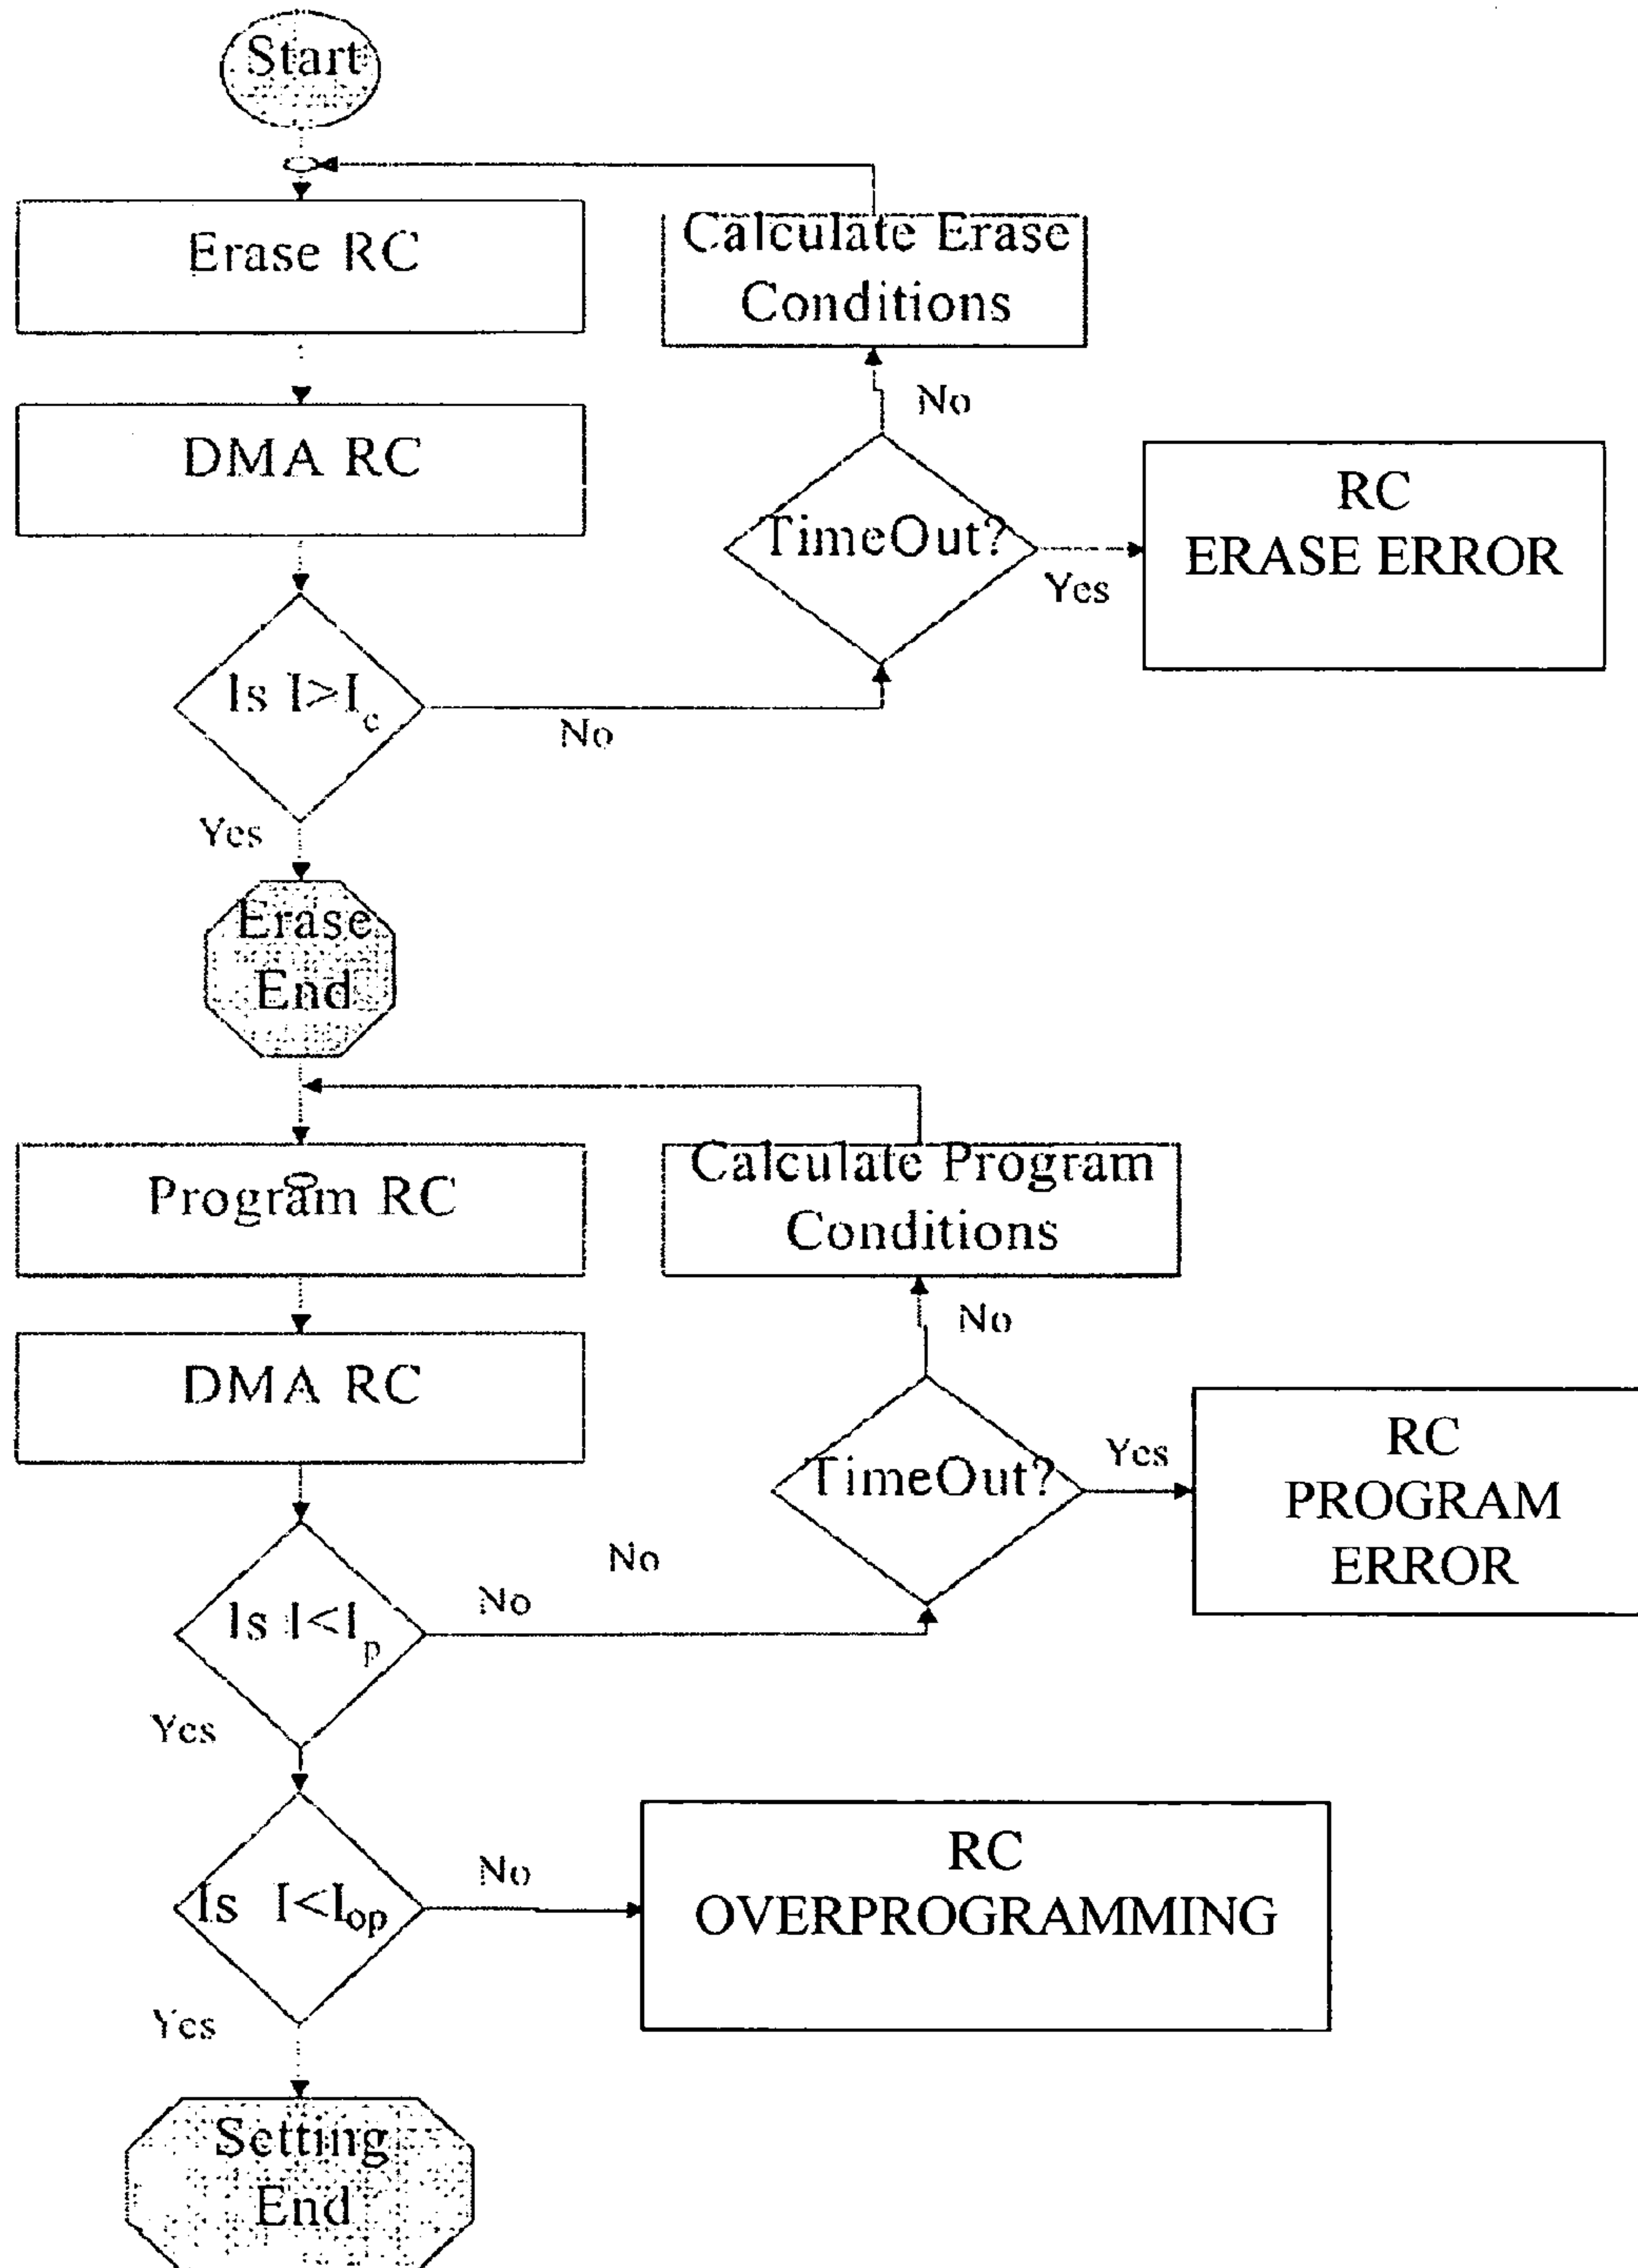 Start
Erase RC
Calculate Erase
Conditions
No
DMA RC
TimeOut?
RC
ERASE ERROR
Yes
Is I>Ie
No
Yes
Erase
End
Program RC
Calculate Program
Conditions
No
DMA RC
TimeOut?
Yes
RC
PROGRAM
ERROR
No
No
Is I<Ip
Yes
Is I<Iop
No
RC
OVERPROGRAMMING
Yes
Setting
End